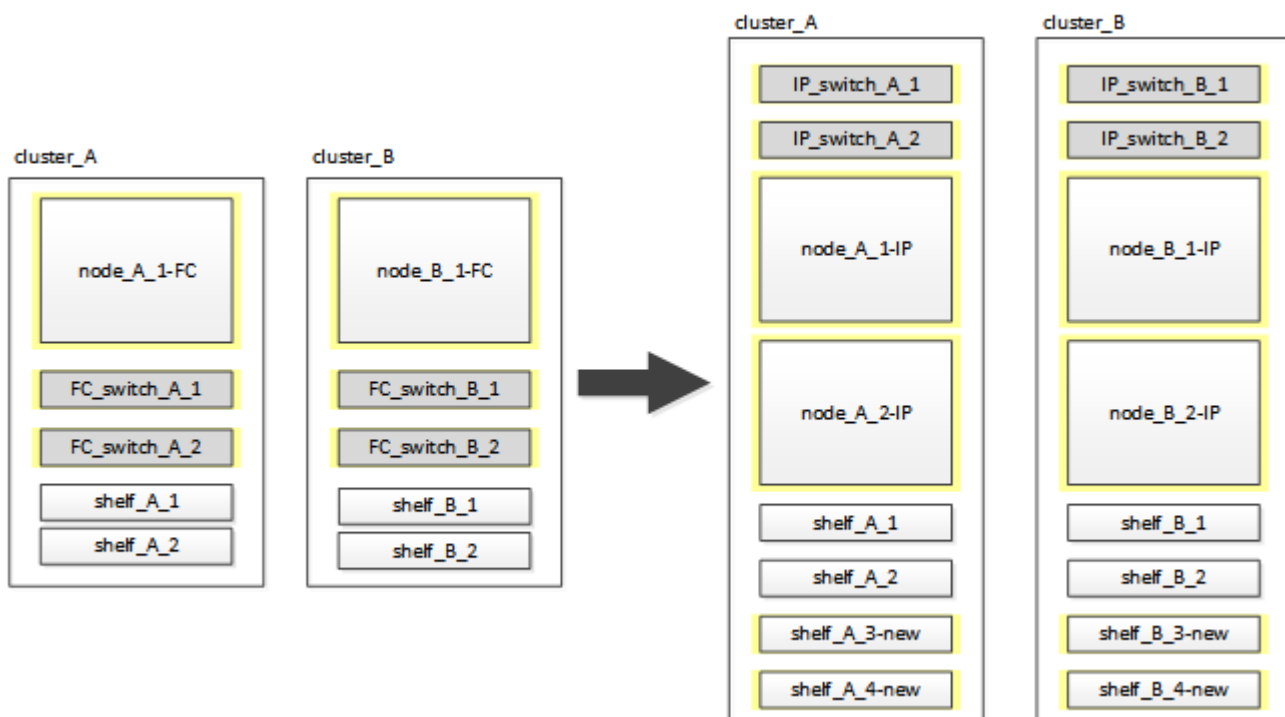 cluster_A
node_A_1-FC
FC_switch_A_1
FC_switch_A_2
shelf_A_1
shelf_A_2
cluster_B
node_B_1-FC
FC_switch_B_1
FC_switch_B_2
shelf_B_1
shelf_B_2
cluster_A
IP_switch_A_1
IP_switch_A_2
node_A_1-IP
node_A_2-IP
shelf_A_1
shelf_A_2
shelf_A_3-new
shelf_A_4-new
cluster_B
IP_switch_B_1
IP_switch_B_2
node_B_1-IP
node_B_2-IP
shelf_B_1
shelf_B_2
shelf_B_3-new
shelf_B_4-new